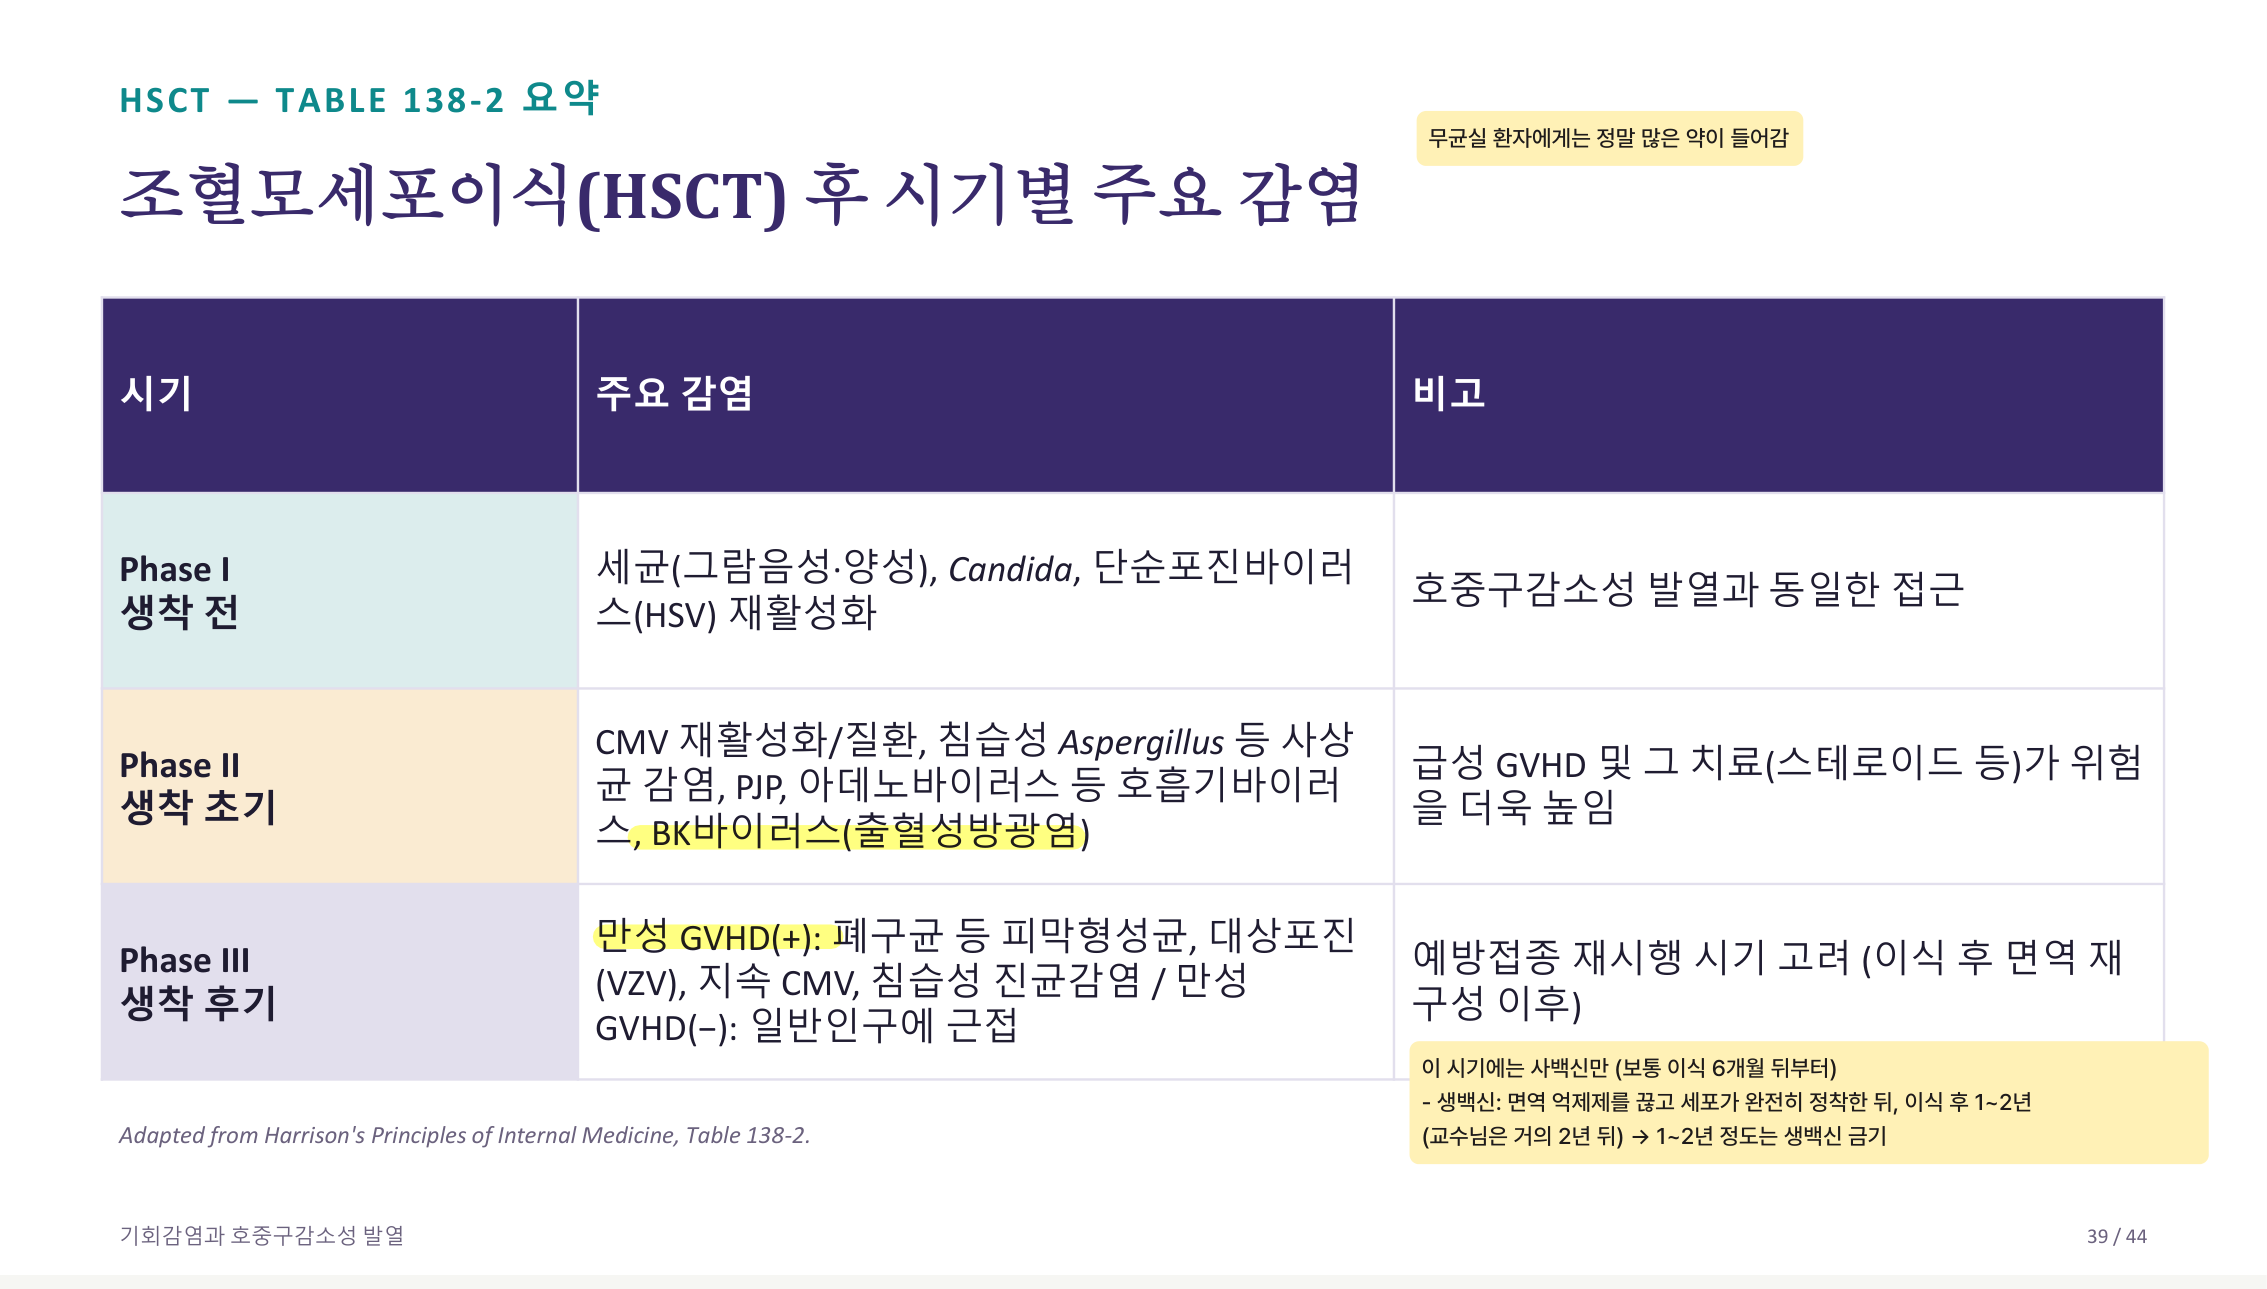 HSCT — TABLE 138-2 요약
무균실 환자에게는 정말 많은 약이 들어감
조혈모세포이식(HSCT) 후 시기별 주요 감염
시기
주요 감염
비고
Phase I
생착 전
세균(그람음성·양성), Candida, 단순포진바이러
스(HSV) 재활성화
호중구감소성 발열과 동일한 접근
Phase II
생착 초기
CMV 재활성화/질환, 침습성 Aspergillus 등 사상
균 감염, PJP, 아데노바이러스 등 호흡기바이러
스, BK바이러스(출혈성방광염)
급성 GVHD 및 그 치료(스테로이드 등)가 위험
을 더욱 높임
Phase III
생착 후기
만성 GVHD(+): 폐구균 등 피막형성균, 대상포진
(VZV), 지속 CMV, 침습성 진균감염 / 만성
GVHD(−): 일반인구에 근접
예방접종 재시행 시기 고려 (이식 후 면역 재
구성 이후)
이 시기에는 사백신만 (보통 이식 6개월 뒤부터)
- 생백신: 면역 억제제를 끊고 세포가 완전히 정착한 뒤, 이식 후 1~2년
(교수님은 거의 2년 뒤) → 1~2년 정도는 생백신 금기
Adapted from Harrison's Principles of Internal Medicine, Table 138-2.
기회감염과 호중구감소성 발열
39 / 44